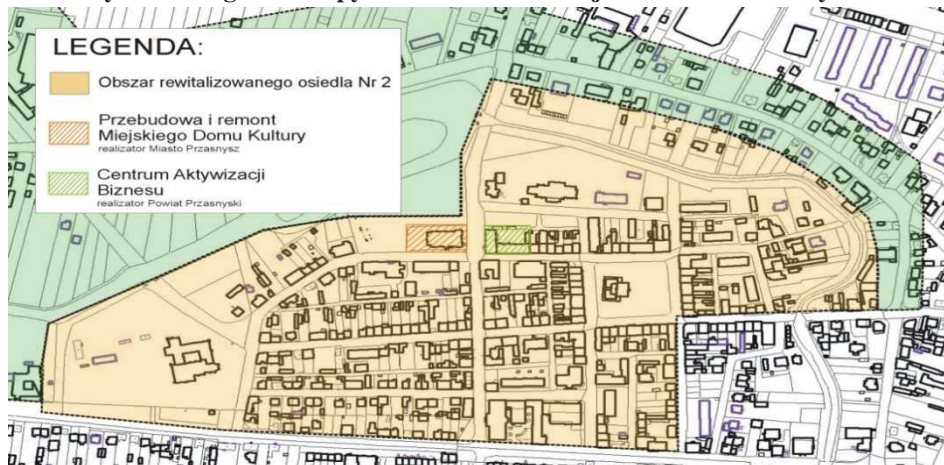 LEGENDA:
Obszar rewitalizowanego osiedla Nr 2
Przebudowa i remont
Miejskiego Domu Kultury
realizator Miasto Przasnysz
Centrum Aktywizacji
Biznesu
realizator Powiat Przasnyski